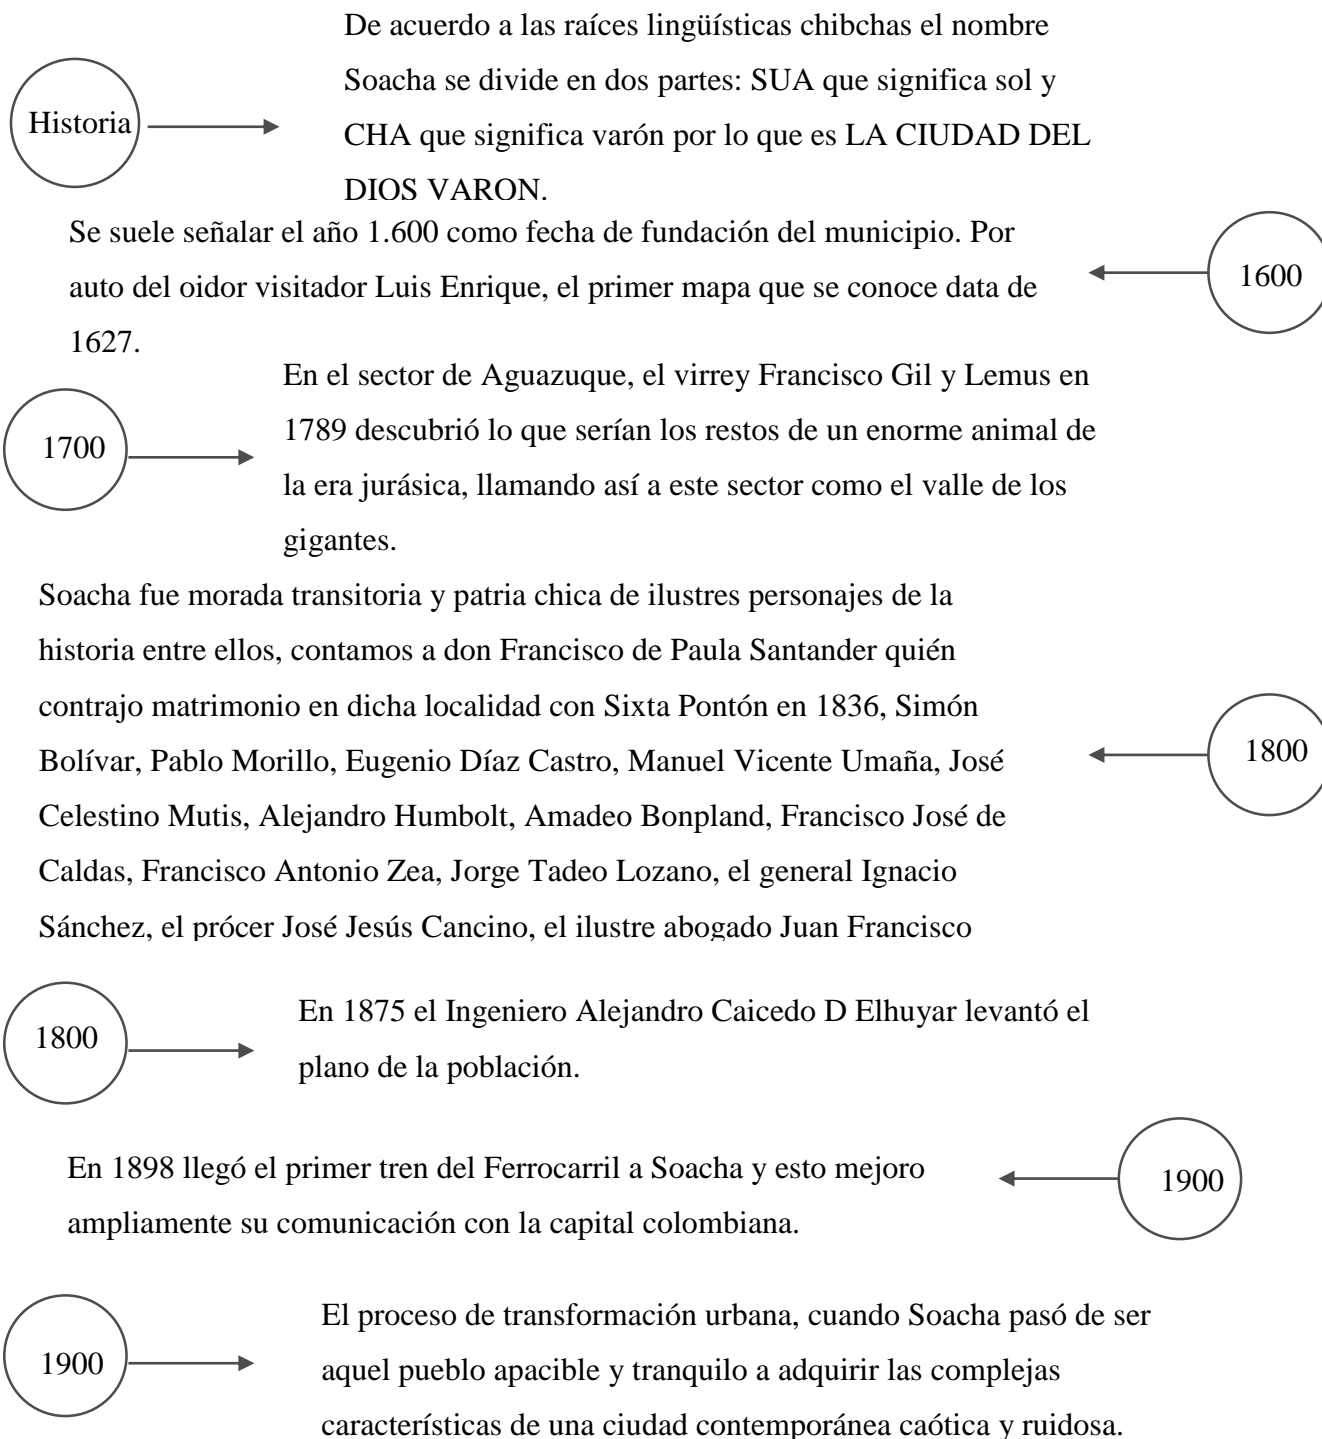 De acuerdo a las raíces lingüísticas chibchas el nombre
Soacha se divide en dos partes: SUA que significa sol y
Historia
CHA que significa varón por lo que es LA CIUDAD DEL
DIOS VARON.
Se suele señalar el año 1.600 como fecha de fundación del municipio. Por
auto del oidor visitador Luis Enrique, el primer mapa que se conoce data de
1600
1627.
En el sector de Aguazuque, el virrey Francisco Gil y Lemus en
1789 descubrió lo que serían los restos de un enorme animal de
1700
la era jurásica, llamando así a este sector como el valle de los
gigantes.
Soacha fue morada transitoria y patria chica de ilustres personajes de la
historia entre ellos, contamos a don Francisco de Paula Santander quién
contrajo matrimonio en dicha localidad con Sixta Pontón en 1836, Simón
Bolívar, Pablo Morillo, Eugenio Díaz Castro, Manuel Vicente Umaña, José
1800
Celestino Mutis, Alejandro Humbolt, Amadeo Bonpland, Francisco José de
Caldas, Francisco Antonio Zea, Jorge Tadeo Lozano, el general Ignacio
Sánchez, el prócer José Jesús Cancino, el ilustre abogado Juan Francisco
En 1875 el Ingeniero Alejandro Caicedo D Elhuyar levantó el
1800
plano de la población.
En 1898 llegó el primer tren del Ferrocarril a Soacha y esto mejoro
1900
ampliamente su comunicación con la capital colombiana.
El proceso de transformación urbana, cuando Soacha pasó de ser
1900
aquel pueblo apacible y tranquilo a adquirir las complejas
características de una ciudad contemporánea caótica y ruidosa.